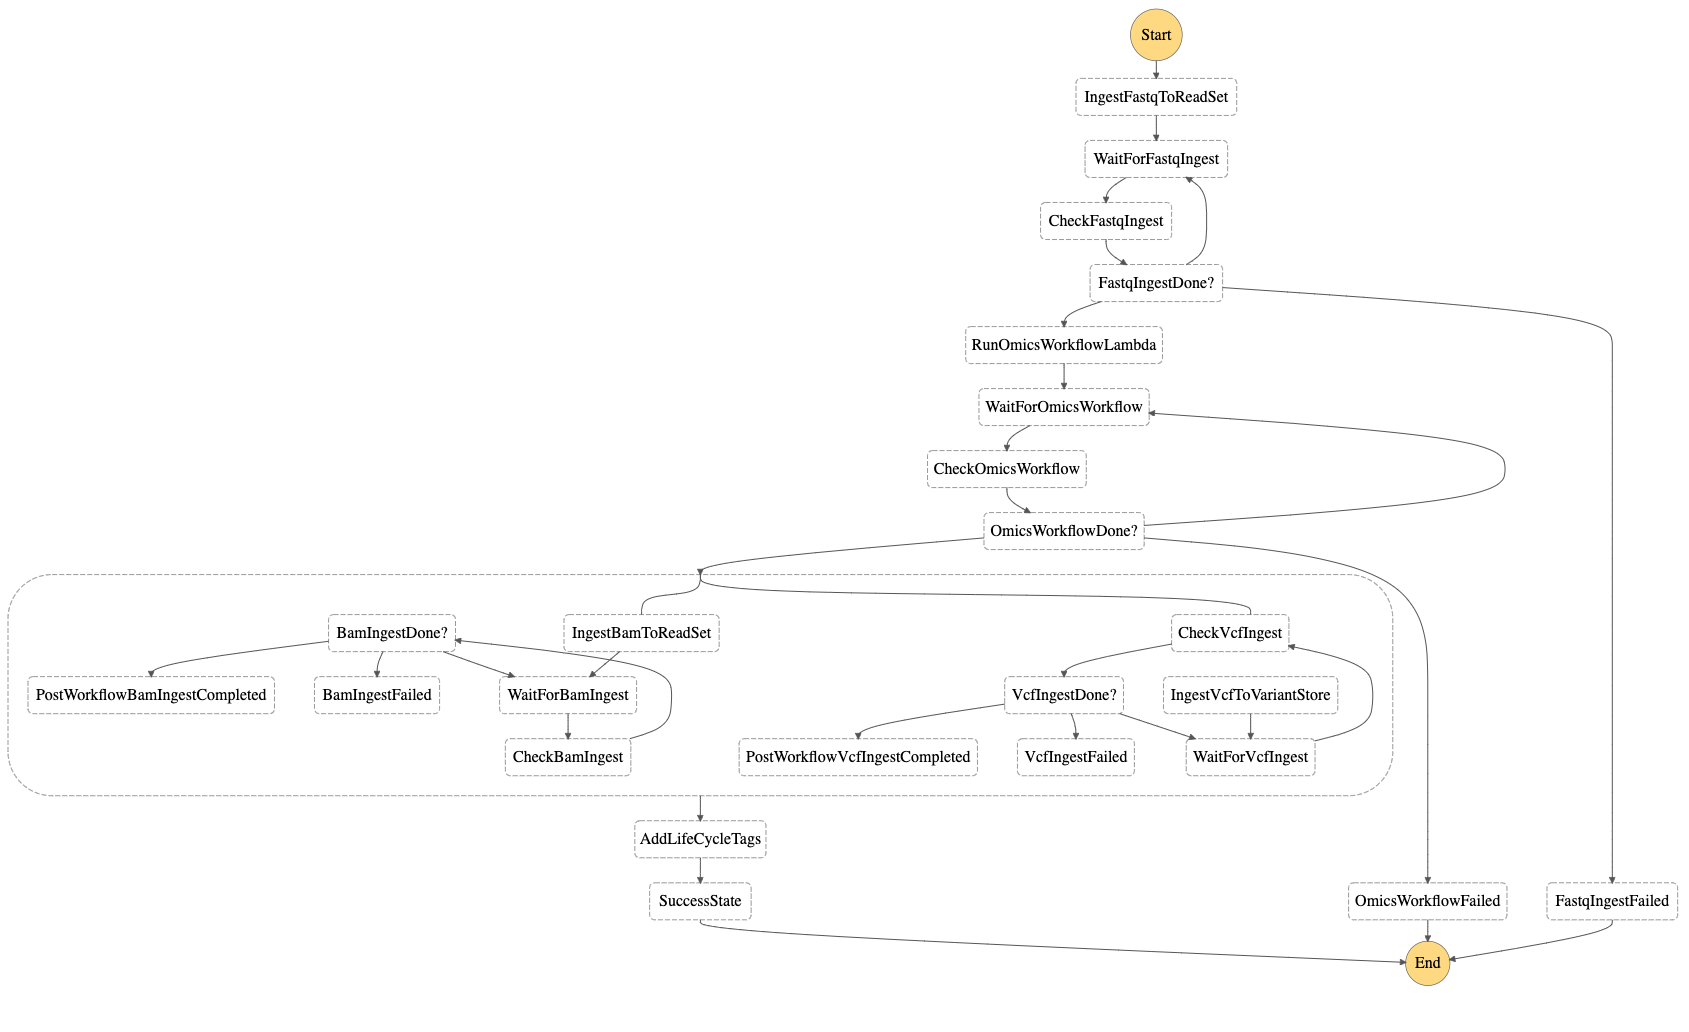 Start
IngestFastqToReadSet
WaitForFastqIngest
CheckFastqIngest
FastqIngestDone?
RunOmicsWorkflowLambda
WaitForOmicsWorkflow
CheckOmicsWorkflow
OmicsWorkflowDone?
BamIngestDone?
IngestBamToReadSet
CheckVcfIngest
PostWorkflowBamIngestCompleted
BamIngestFailed
WaitForBamIngest
VcfIngestDone?
IngestVcfToVariantStore
CheckBamIngest
PostWorkflowVcfIngestCompleted
VcfIngestFailed
WaitForVcfIngest
AddLifeCycleTags
SuccessState
OmicsWorkflowFailed
FastqIngestFailed
End